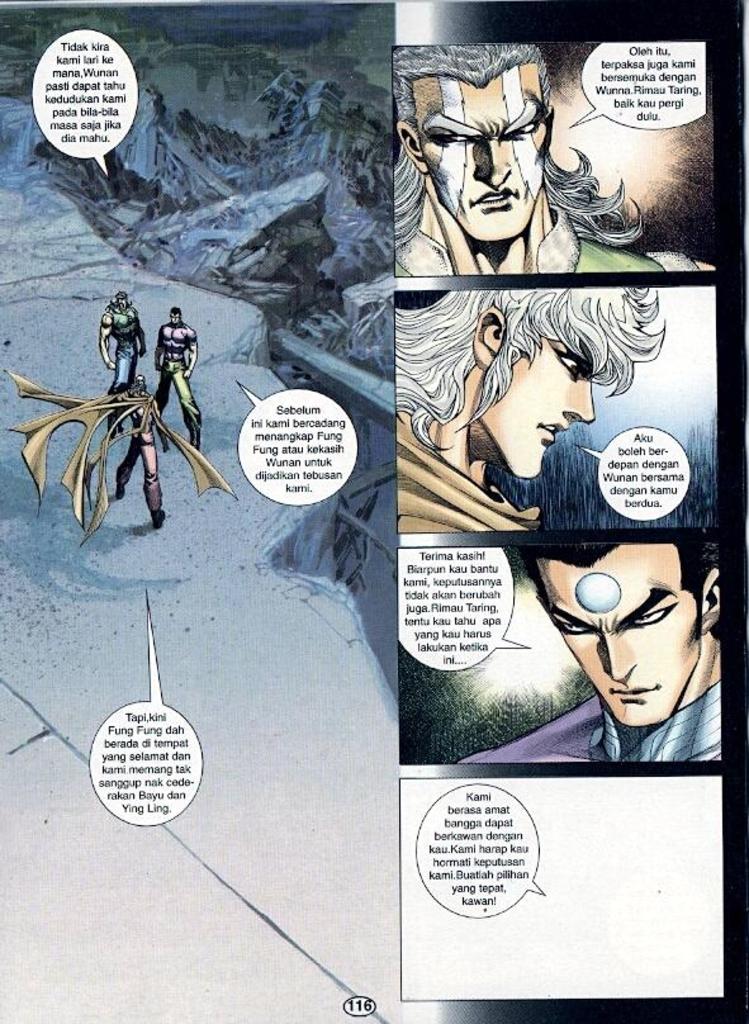 Tidak kira
kami lari ke
mana,Wunan
pasti dapat tahu
kedudukan kami
pada bila-bila
masa saja jika
dia mahu.
Sebelum
ini kami bercadang
menangkap Fung
Fung atau kekasih
Wunan untuk
dijadikan tebusan
kami.
Tapi,kini
Fung Fung dah
berada di tempat
yang selamat dan
kami memang tak
sanggup nak cede-
rakan Bayu dan
Ying Ling.
Oleh itu,
terpaksa juga kami
bersemuka dengan
Wunna.Rimau Taring,
baik kau pergi
dulu.
Aku
boleh ber-
depan dengan
Wunan bersama
dengan kamu
berdua.
Terima kasih!
Biarpun kau bantu
kami, keputusannya
tidak akan berubah
juga.Rimau Taring,
tentu kau tahu apa
yang kau harus
lakukan ketika
ini....
Kami
berasa amat
bangga dapat
berkawan dengan
kau.Kami harap kau
hormati keputusan
kami.Buatlah pilihan
yang tepat,
kawan!
116